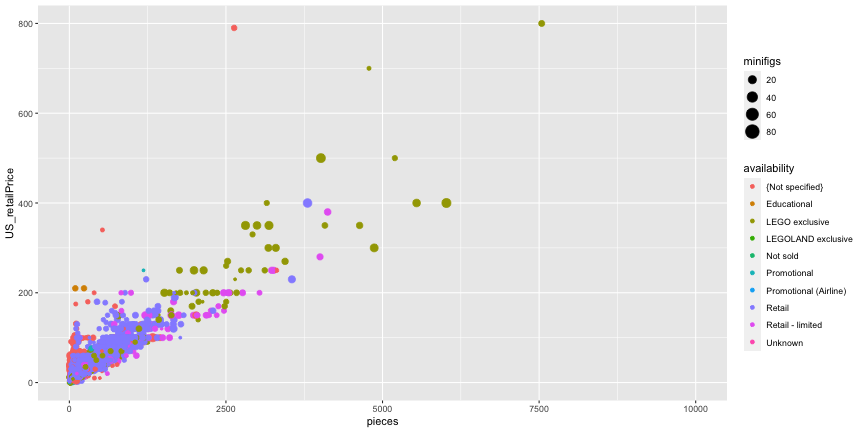 800
600
400
200
0
US_retailPrice
0
2500
5000
7500
10000
pieces
minifigs
20
40
60
80
availability
{Not specified}
Educational
LEGO exclusive
LEGOLAND exclusive
Not sold
Promotional
Promotional (Airline)
Retail
Retail - limited
Unknown